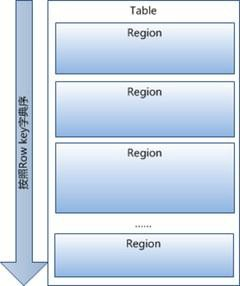 Table
Region
Region
Region
......
Region
按照Row key字典序